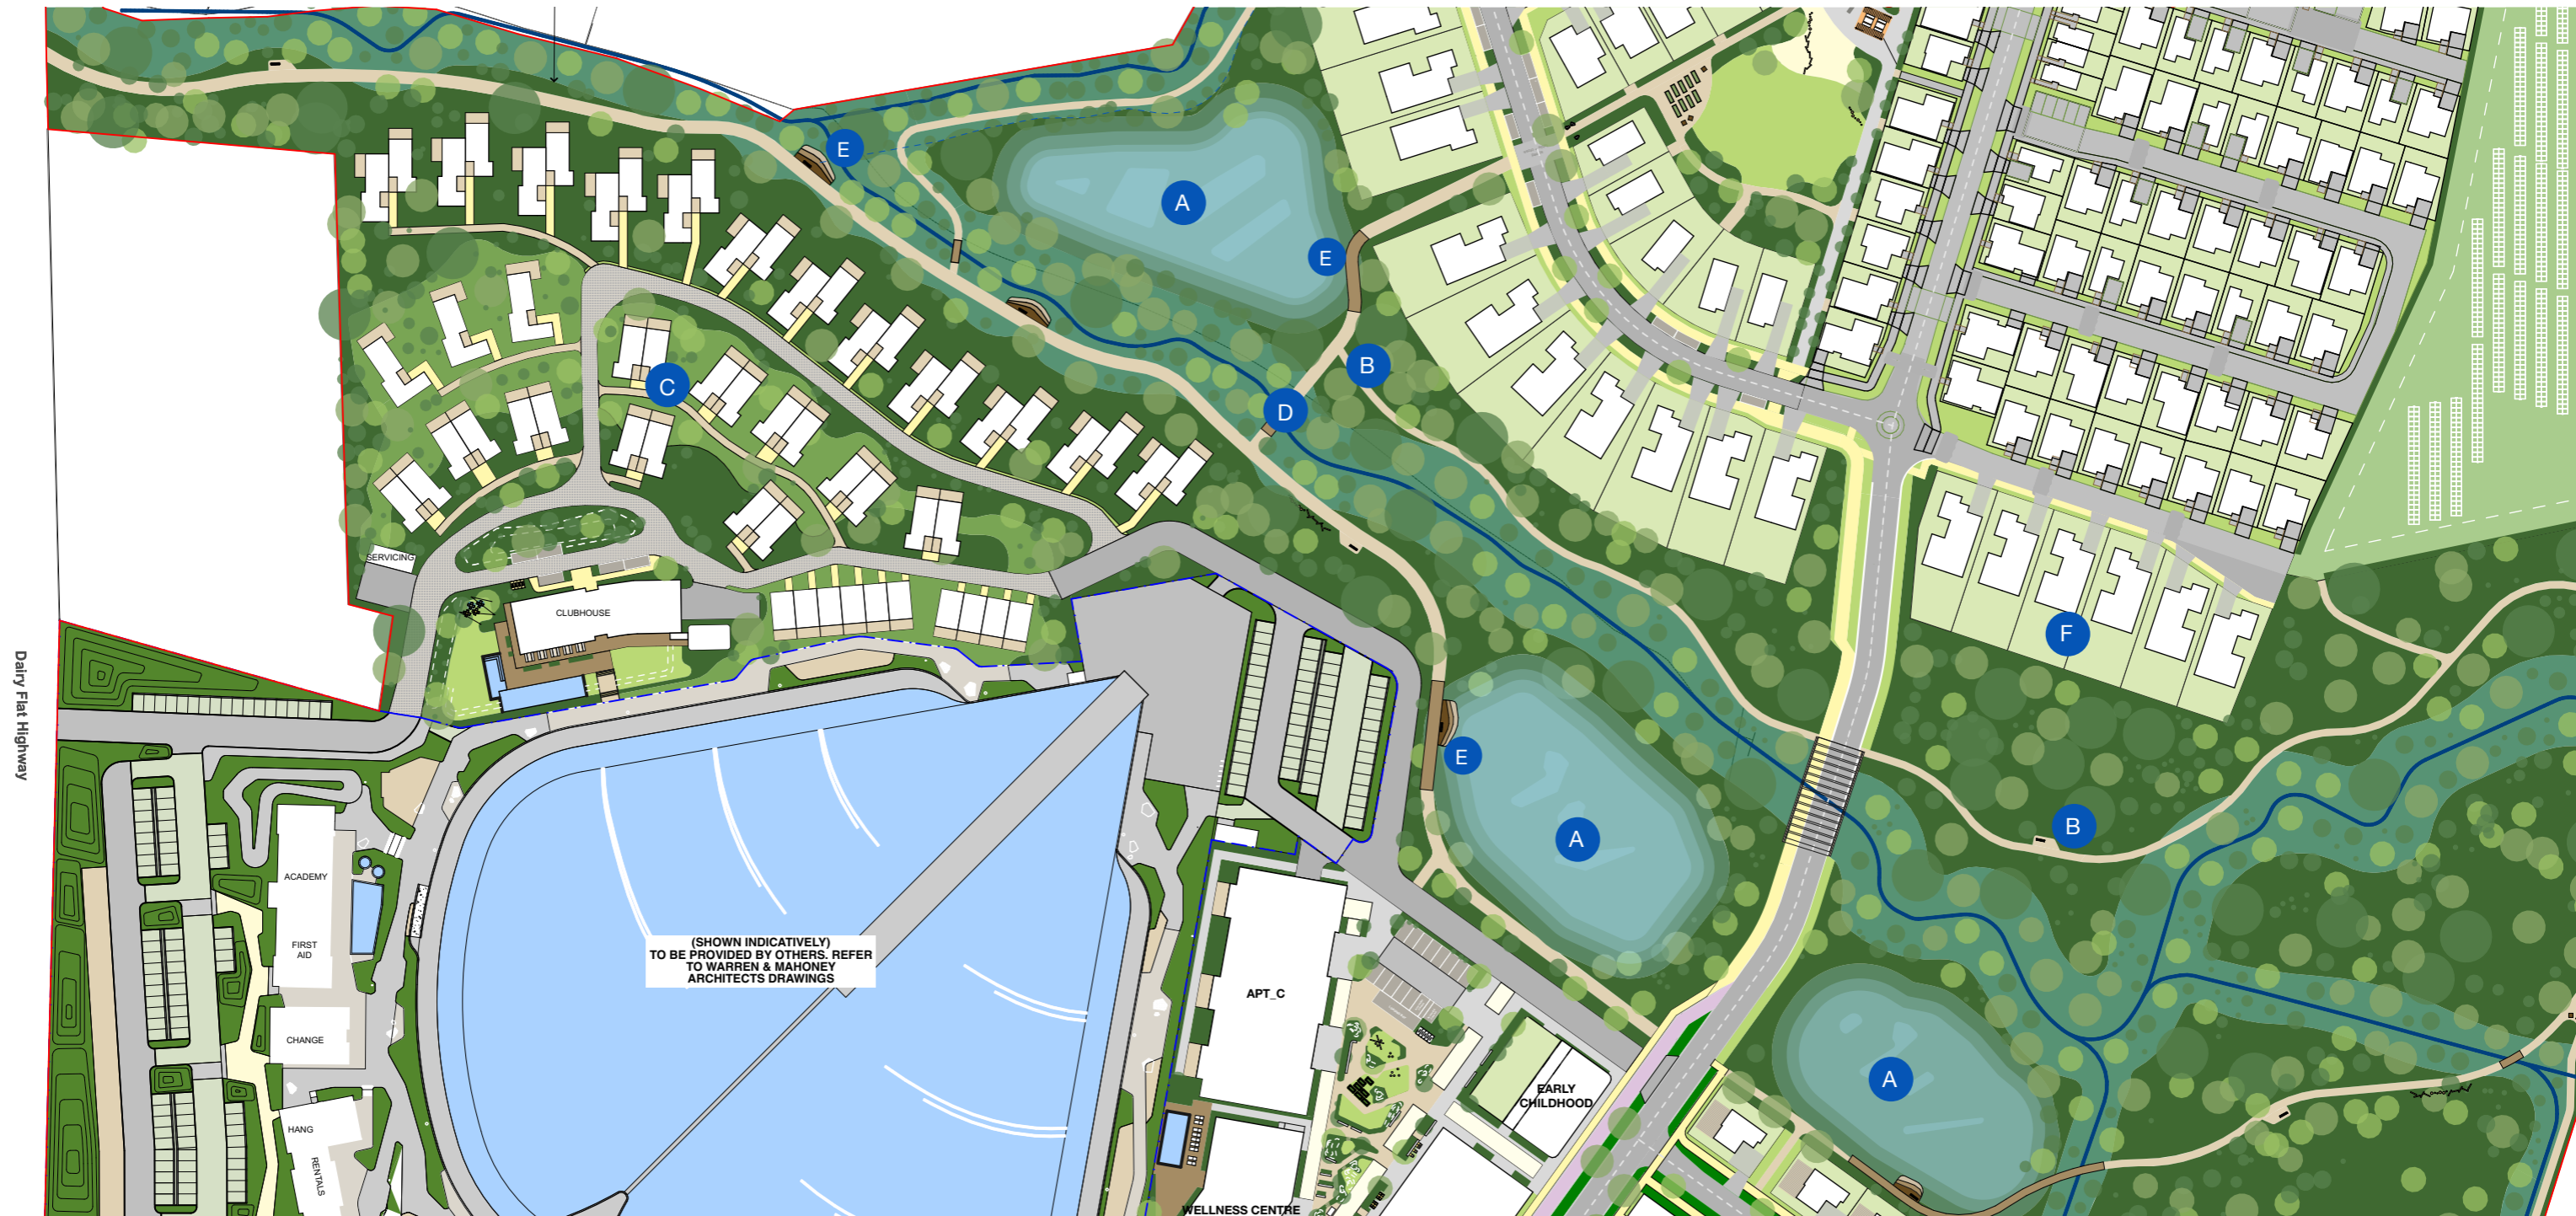 E
A
E
B
C
D
SERVICING
CLUBHOUSE
F
Dairy Flat Highway
E
B
A
ACADEMY
FIRST
AID
(SHOWN INDICATIVELY)
TO BE PROVIDED BY OTHERS. REFER
TO WARREN & MAHONEY
ARCHITECTS DRAWINGS
APT_C
CHANGE
A
EARLY
CHILDHOOD
HANG
RENTALS
WELLNESS CENTRE